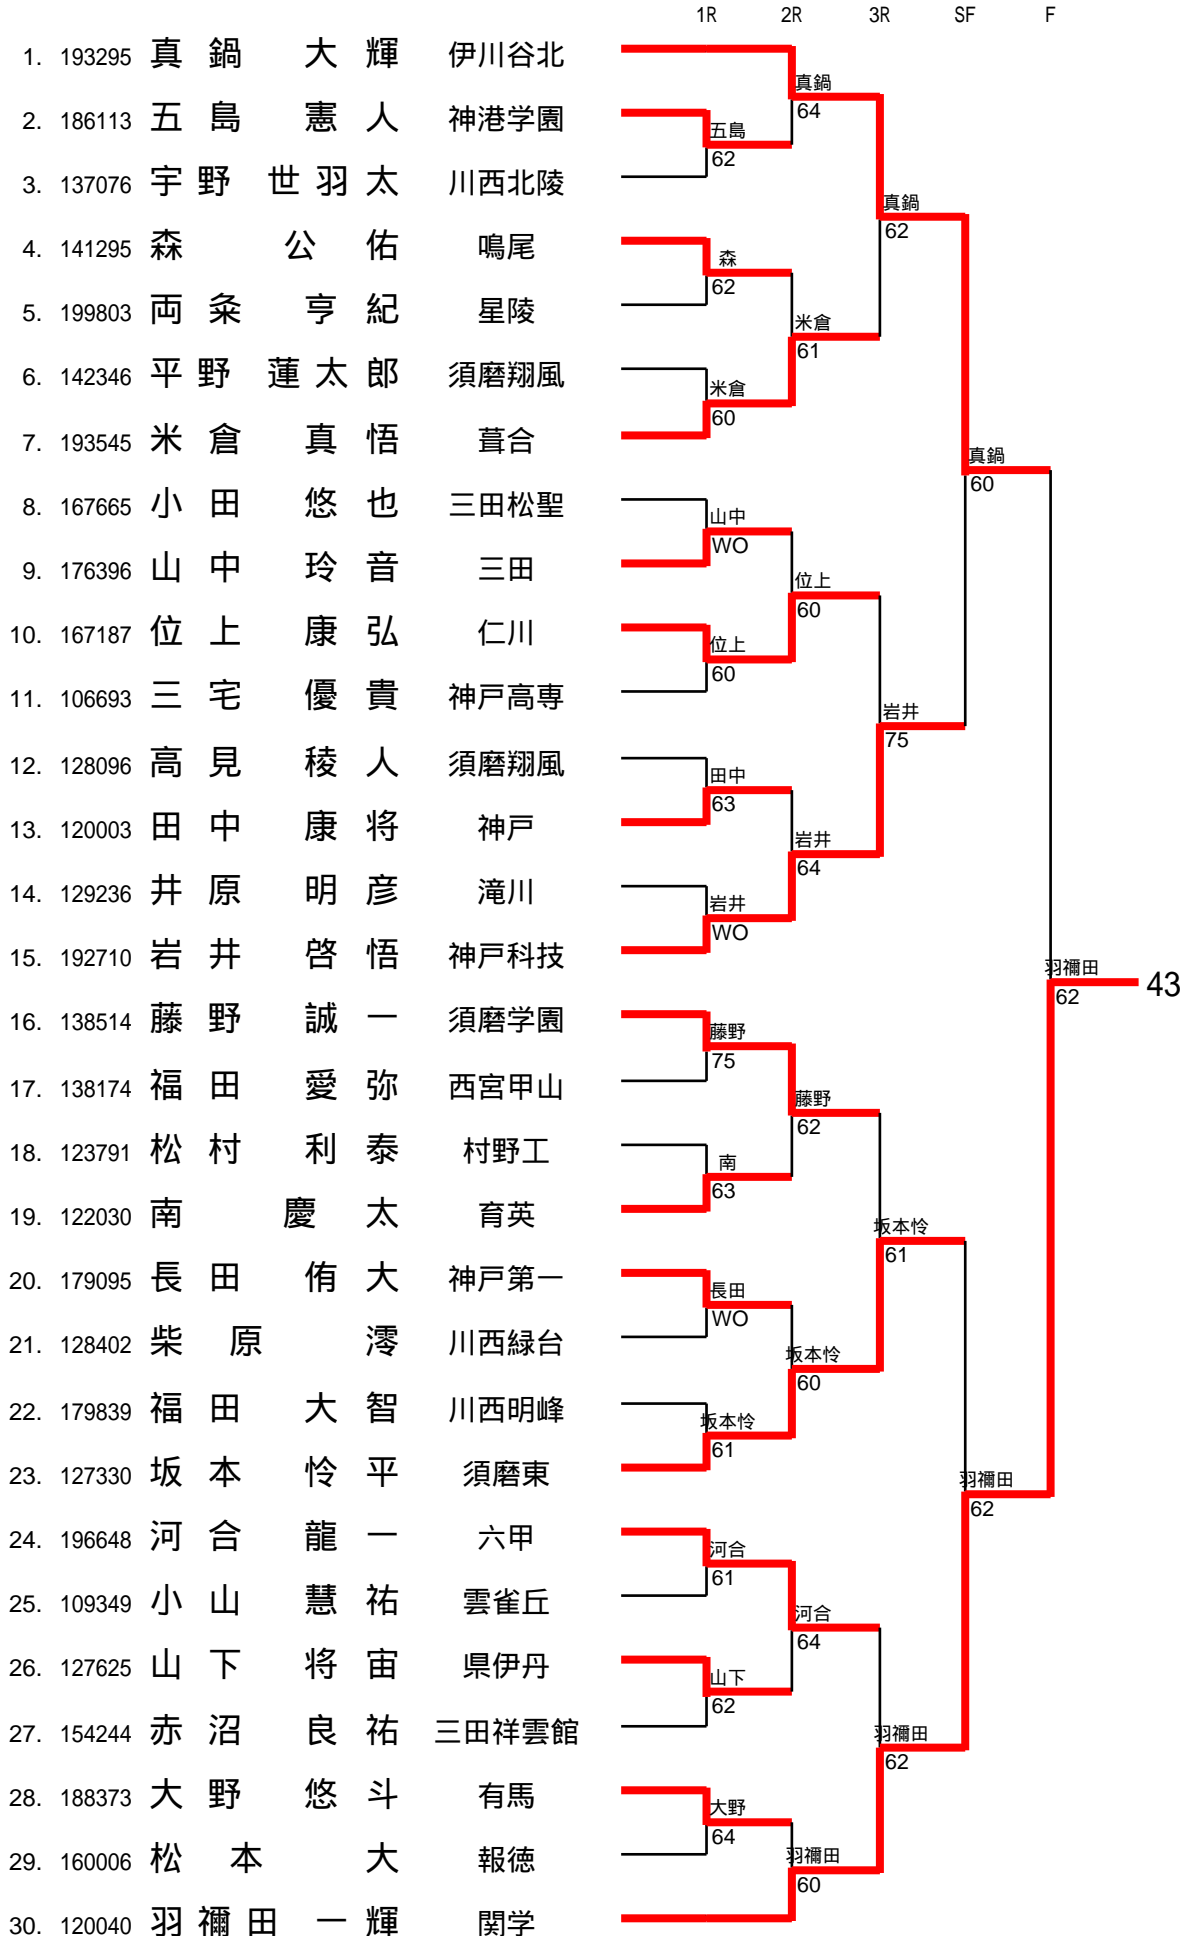 1R 2R 3R SF F
1. 193295 真鍋 大輝 伊川谷北
真鍋
64
2. 186113 五島 憲人 神港学園
五島
62
3. 137076 宇野 世羽太 川西北陵
真鍋
62
4. 141295 森 公佑 鳴尾
森
62
5. 199803 両粂 亨紀 星陵
米倉
61
6. 142346 平野 蓮太郎 須磨翔風
米倉
60
7. 193545 米倉 真悟 葺合
真鍋
60
8. 167665 小田 悠也 三田松聖
山中
WO
9. 176396 山中 玲音 三田
位上
60
10. 167187 位上 康弘 仁川
位上
60
11. 106693 三宅 優貴 神戸高専
岩井
75
12. 128096 高見 稜人 須磨翔風
田中
63
13. 120003 田中 康将 神戸
岩井
64
14. 129236 井原 明彦 滝川
岩井
WO
15. 192710 岩井 啓悟 神戸科技
羽禰田
62
43
16. 138514 藤野 誠一 須磨学園
藤野
75
17. 138174 福田 愛弥 西宮甲山
藤野
62
18. 123791 松村 利泰 村野工
南
63
19. 122030 南 慶太 育英
坂本怜
61
20. 179095 長田 侑大 神戸第一
長田
WO
21. 128402 柴原 澪 川西緑台
坂本怜
60
22. 179839 福田 大智 川西明峰
坂本怜
61
23. 127330 坂本 怜平 須磨東
羽禰田
62
24. 196648 河合 龍一 六甲
河合
61
25. 109349 小山 慧祐 雲雀丘
河合
64
26. 127625 山下 将宙 県伊丹
山下
62
27. 154244 赤沼 良祐 三田祥雲館
羽禰田
62
28. 188373 大野 悠斗 有馬
大野
64
29. 160006 松本 大 報徳
羽禰田
60
30. 120040 羽禰田 一輝 関学